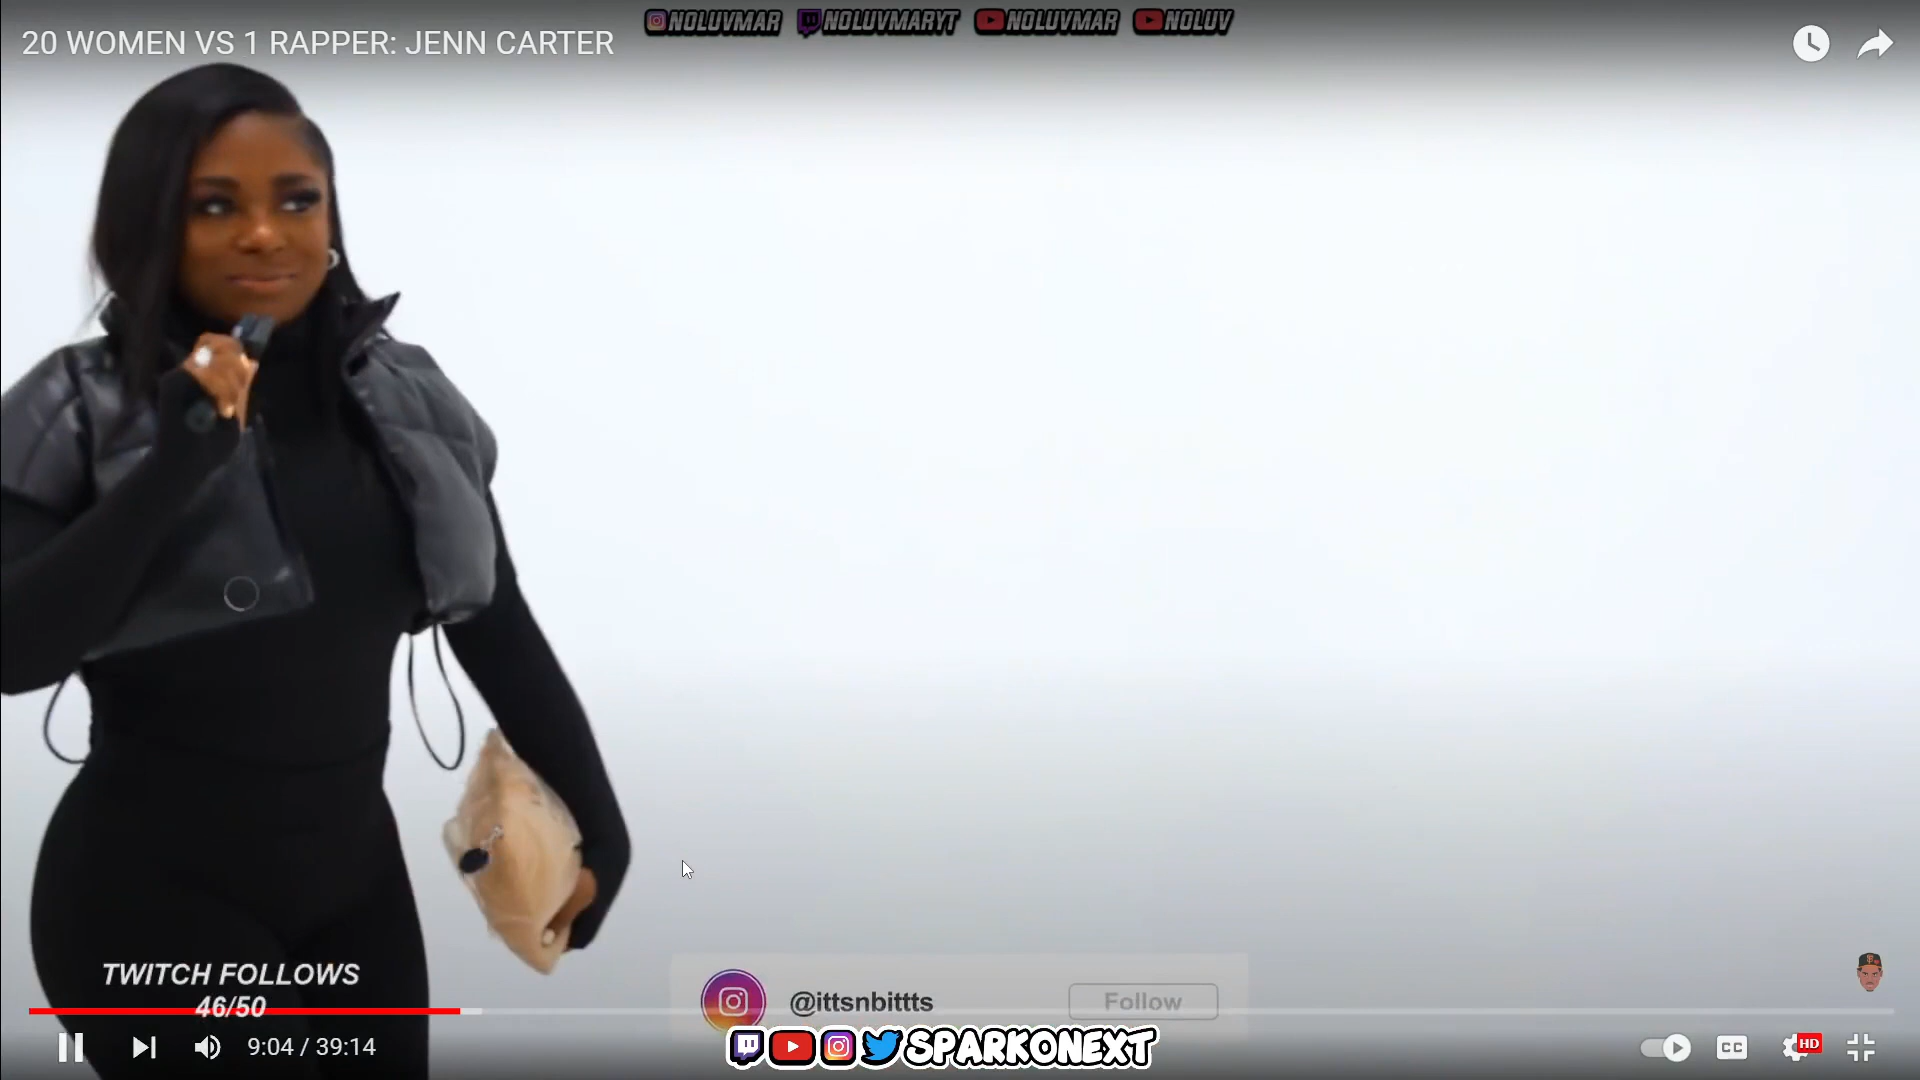 NOLUVMAR NOLUVMARYT NOLUVMAR NOLUV
20 WOMEN VS 1 RAPPER: JENN CARTER
TWITCH FOLLOWS
46/50
@ittsnbittts Follow
SPARKONEXT
9:04 / 39:14
CC HD